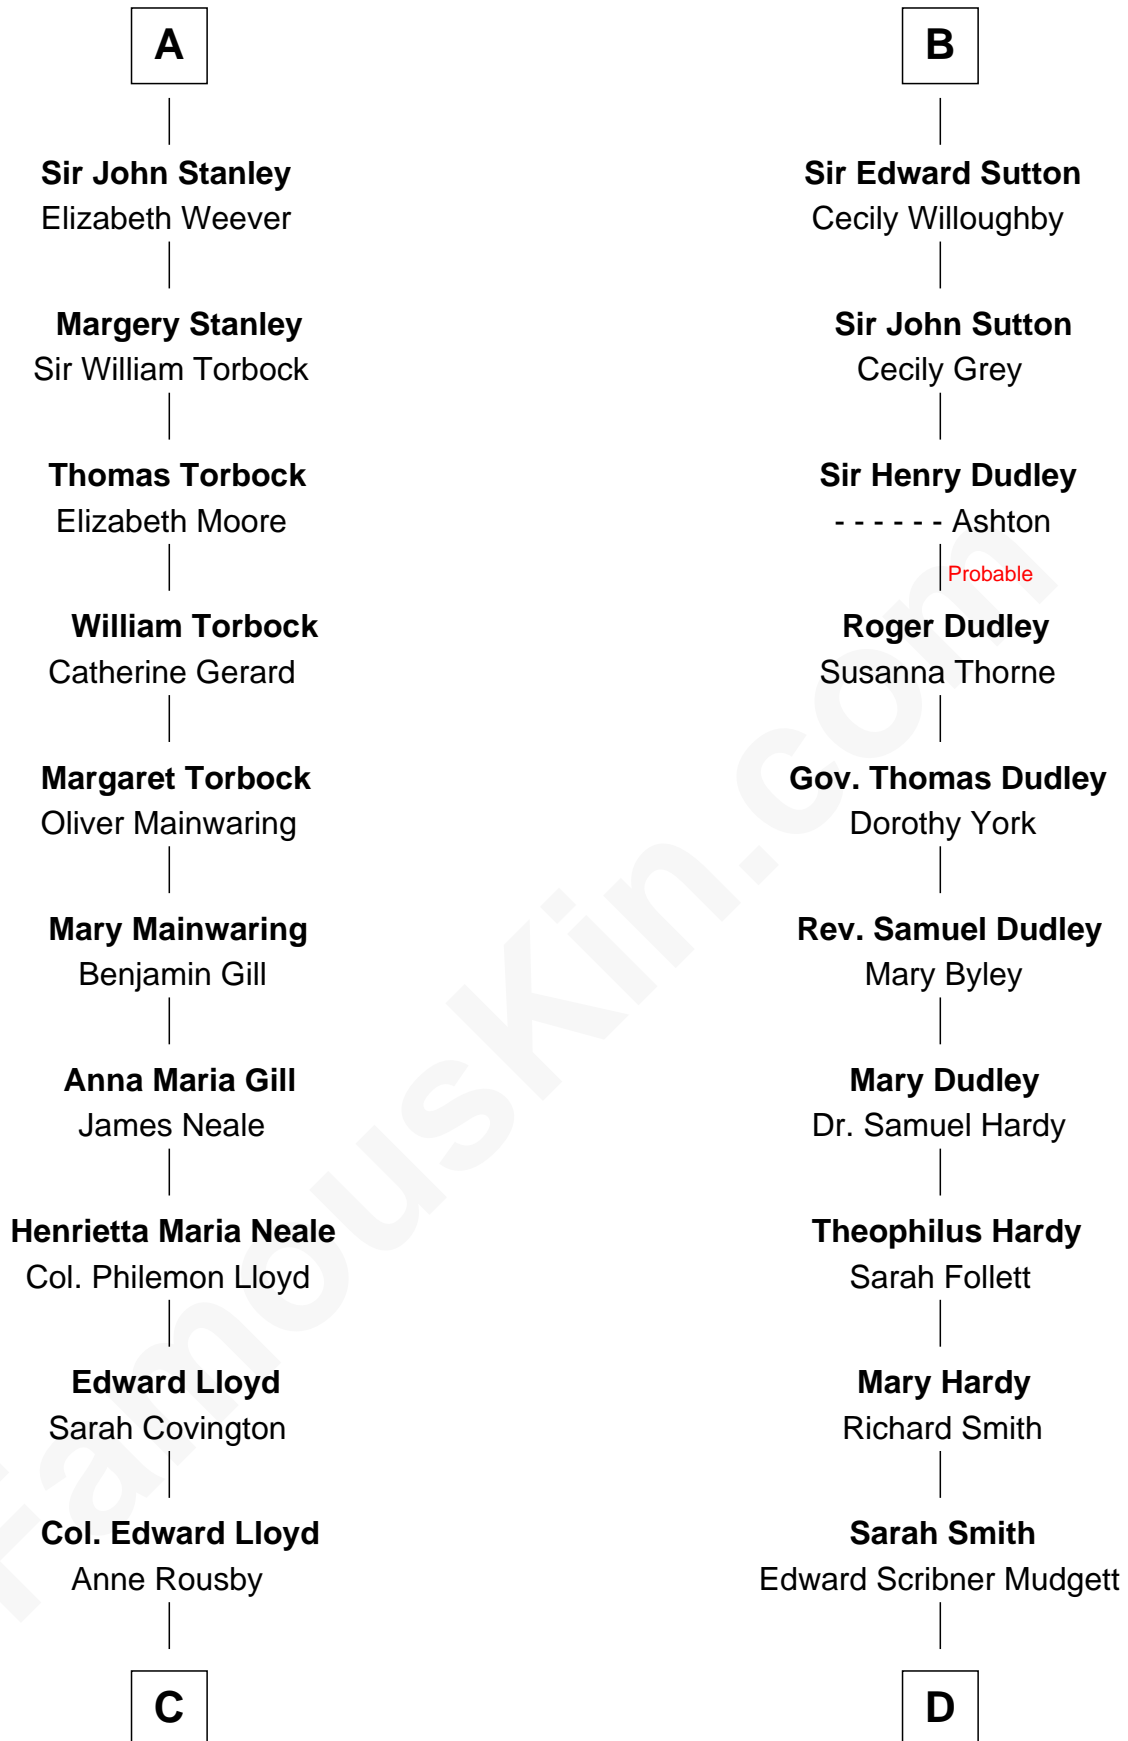 A
Sir John Stanley
Elizabeth Weever
Margery Stanley
Sir William Torbock
Thomas Torbock
Elizabeth Moore
William Torbock
Catherine Gerard
Margaret Torbock
Oliver Mainwaring
Mary Mainwaring
Benjamin Gill
Anna Maria Gill
James Neale
Henrietta Maria Neale
Col. Philemon Lloyd
Edward Lloyd
Sarah Covington
Col. Edward Lloyd
Anne Rousby
C
B
Sir Edward Sutton
Cecily Willoughby
Sir John Sutton
Cecily Grey
Sir Henry Dudley
- - - - - - Ashton
Probable
Roger Dudley
Susanna Thorne
Gov. Thomas Dudley
Dorothy York
Rev. Samuel Dudley
Mary Byley
Mary Dudley
Dr. Samuel Hardy
Theophilus Hardy
Sarah Follett
Mary Hardy
Richard Smith
Sarah Smith
Edward Scribner Mudgett
D
FamousKin.com